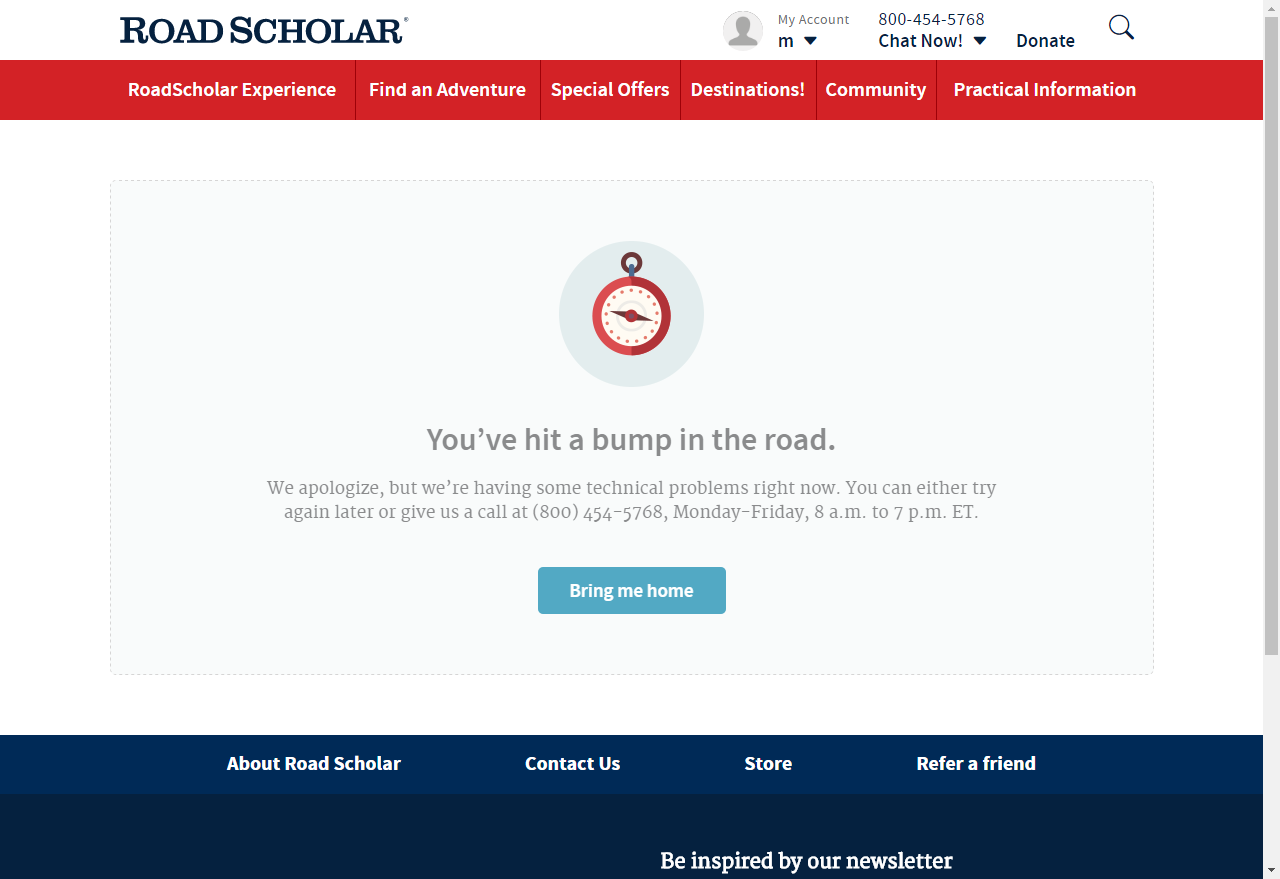 ROAD SCHOLAR®
My Account
m
800-454-5768
Chat Now!
Donate
RoadScholar Experience
Find an Adventure
Special Offers
Destinations!
Community
Practical Information
You’ve hit a bump in the road.
We apologize, but we’re having some technical problems right now. You can either try
again later or give us a call at (800) 454-5768, Monday-Friday, 8 a.m. to 7 p.m. ET.
Bring me home
About Road Scholar
Contact Us
Store
Refer a friend
Be inspired by our newsletter